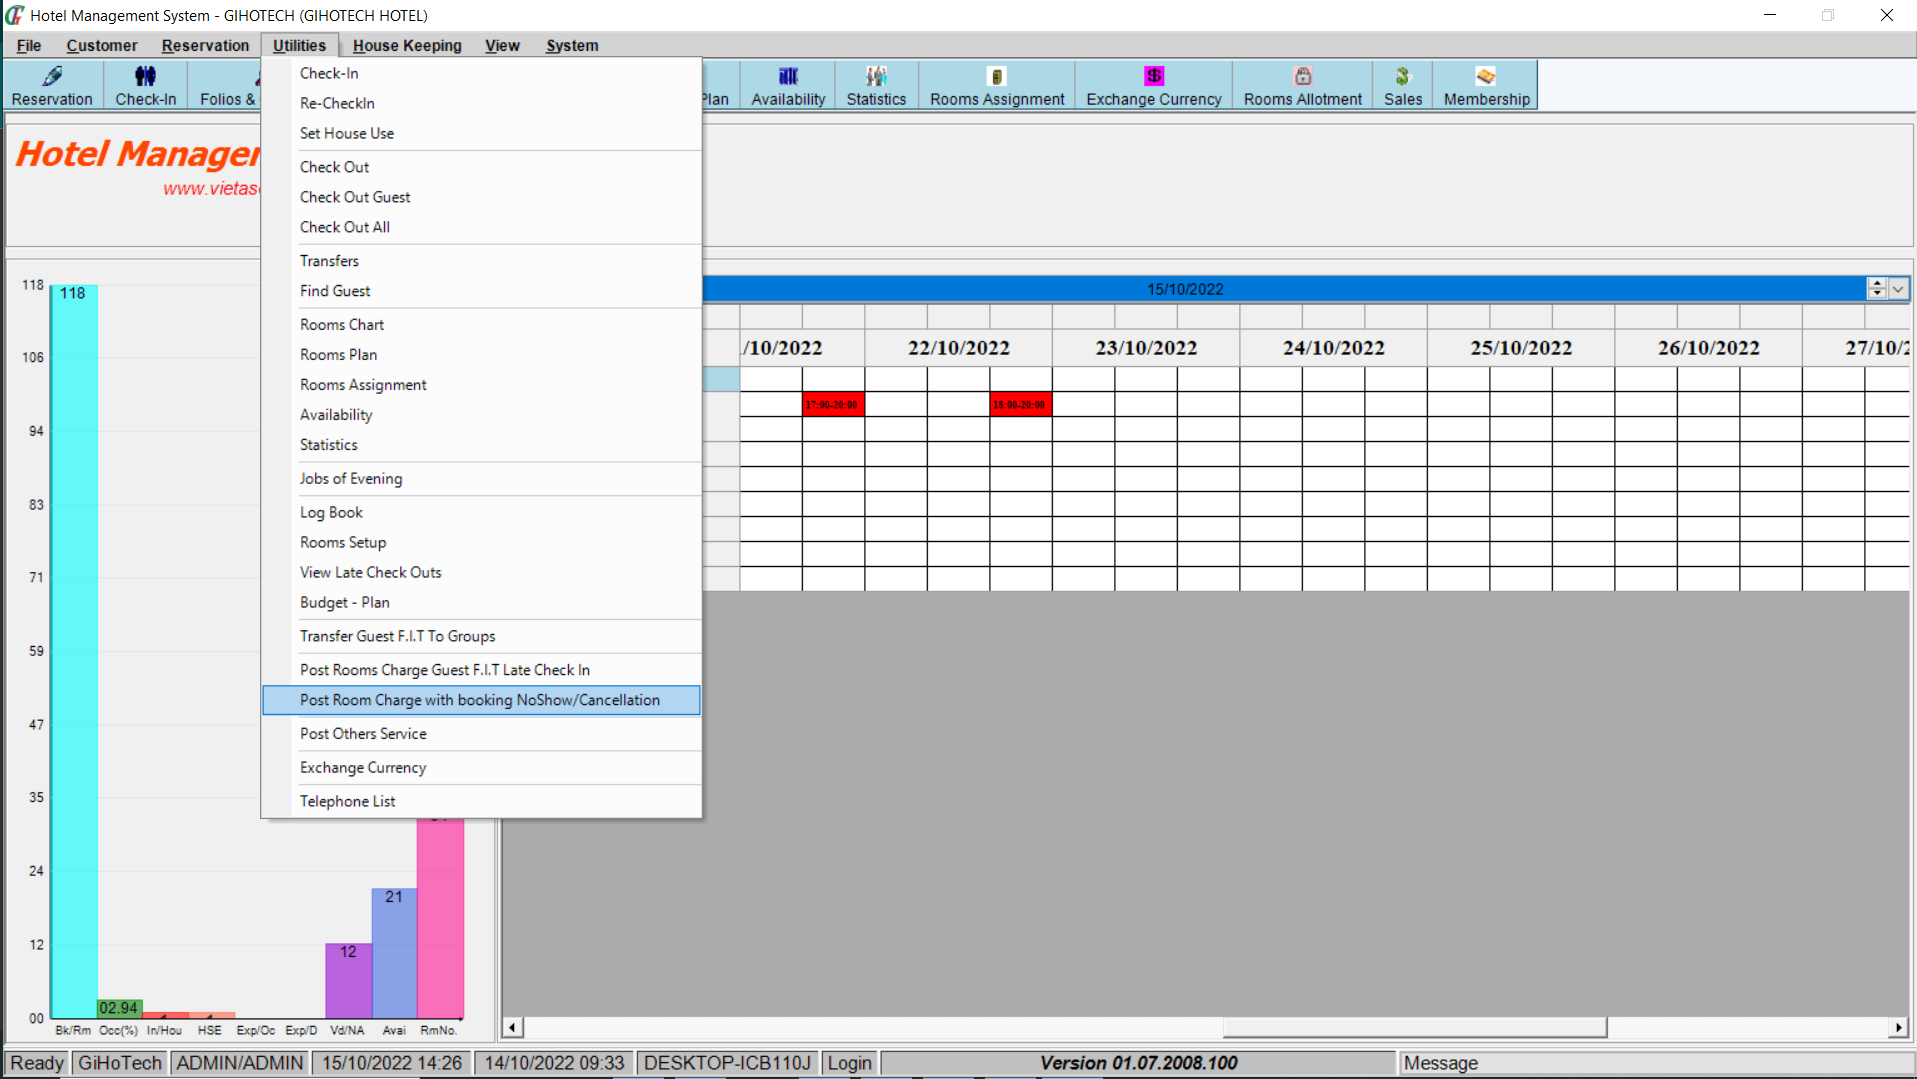 Hotel Management System - GIHOTECH (GIHOTECH HOTEL)
File Customer Reservation Utilities House Keeping View System
Reservation Check-In Folios & Plan Availability Statistics Rooms Assignment Exchange Currency Rooms Allotment Sales Membership
Hotel Manager
www.vietas
Check-In
Re-CheckIn
Set House Use
Check Out
Check Out Guest
Check Out All
Transfers
Find Guest
Rooms Chart
Rooms Plan
Rooms Assignment
Availability
Statistics
Jobs of Evening
Log Book
Rooms Setup
View Late Check Outs
Budget - Plan
Transfer Guest F.I.T To Groups
Post Rooms Charge Guest F.I.T Late Check In
Post Room Charge with booking NoShow/Cancellation
Post Others Service
Exchange Currency
Telephone List
15/10/2022
/10/2022 22/10/2022 23/10/2022 24/10/2022 25/10/2022 26/10/2022 27/10/2
17:00-20:00 18:00-20:00
118
106
94
83
71
59
47
35
24
12
00
118
02.94
12
21
Bk/Rm Occ(%) In/Hou HSE Exp/Oc Exp/D Vd/NA Avai RmNo.
Ready GiHoTech ADMIN/ADMIN 15/10/2022 14:26 14/10/2022 09:33 DESKTOP-ICB110J Login Version 01.07.2008.100 Message